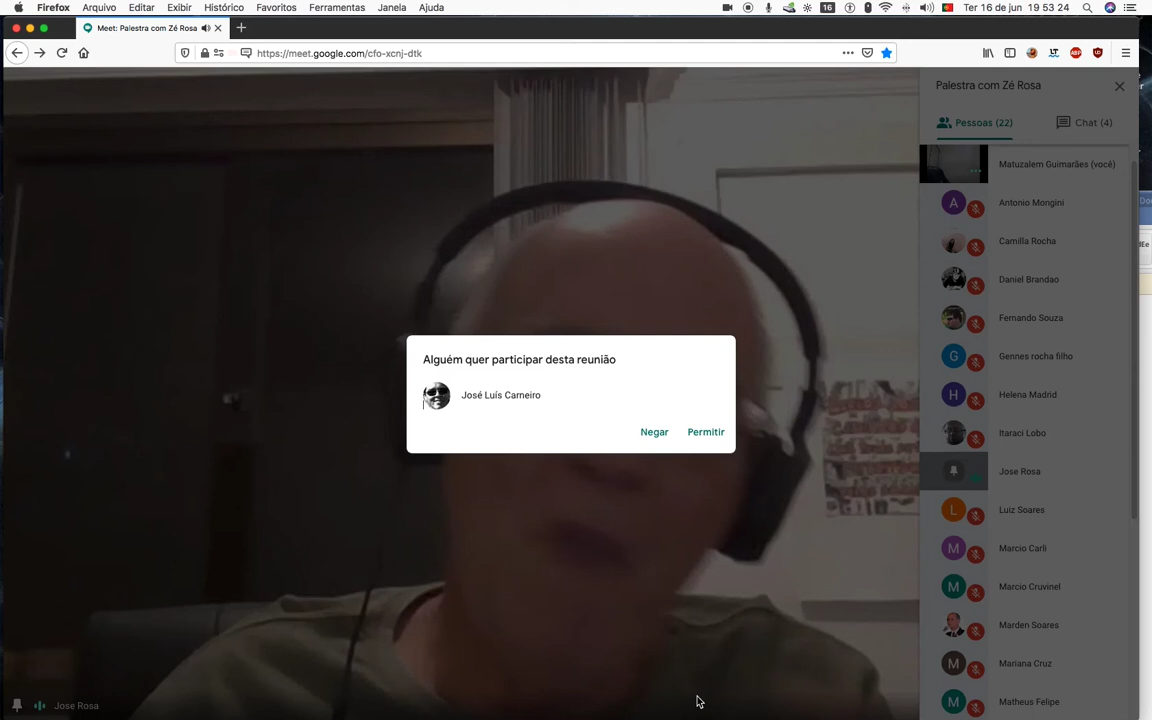 Firefox Arquivo Editar Exibir Histórico Favoritos Ferramentas Janela Ajuda 16 Ter 16 de jun 19 53 24
Meet: Palestra com Zé Rosa
https://meet.google.com/cfo-xcnj-dtk
Palestra com Zé Rosa
Pessoas (22) Chat (4)
Matuzalem Guimarães (você)
A Antonio Mongini
Camilla Rocha
Daniel Brandao
Fernando Souza
G Gennes rocha filho
H Helena Madrid
Itaraci Lobo
Jose Rosa
L Luiz Soares
M Marcio Carli
M Marcio Cruvinel
Marden Soares
M Mariana Cruz
M Matheus Felipe
Alguém quer participar desta reunião
José Luís Carneiro
Negar Permitir
Jose Rosa